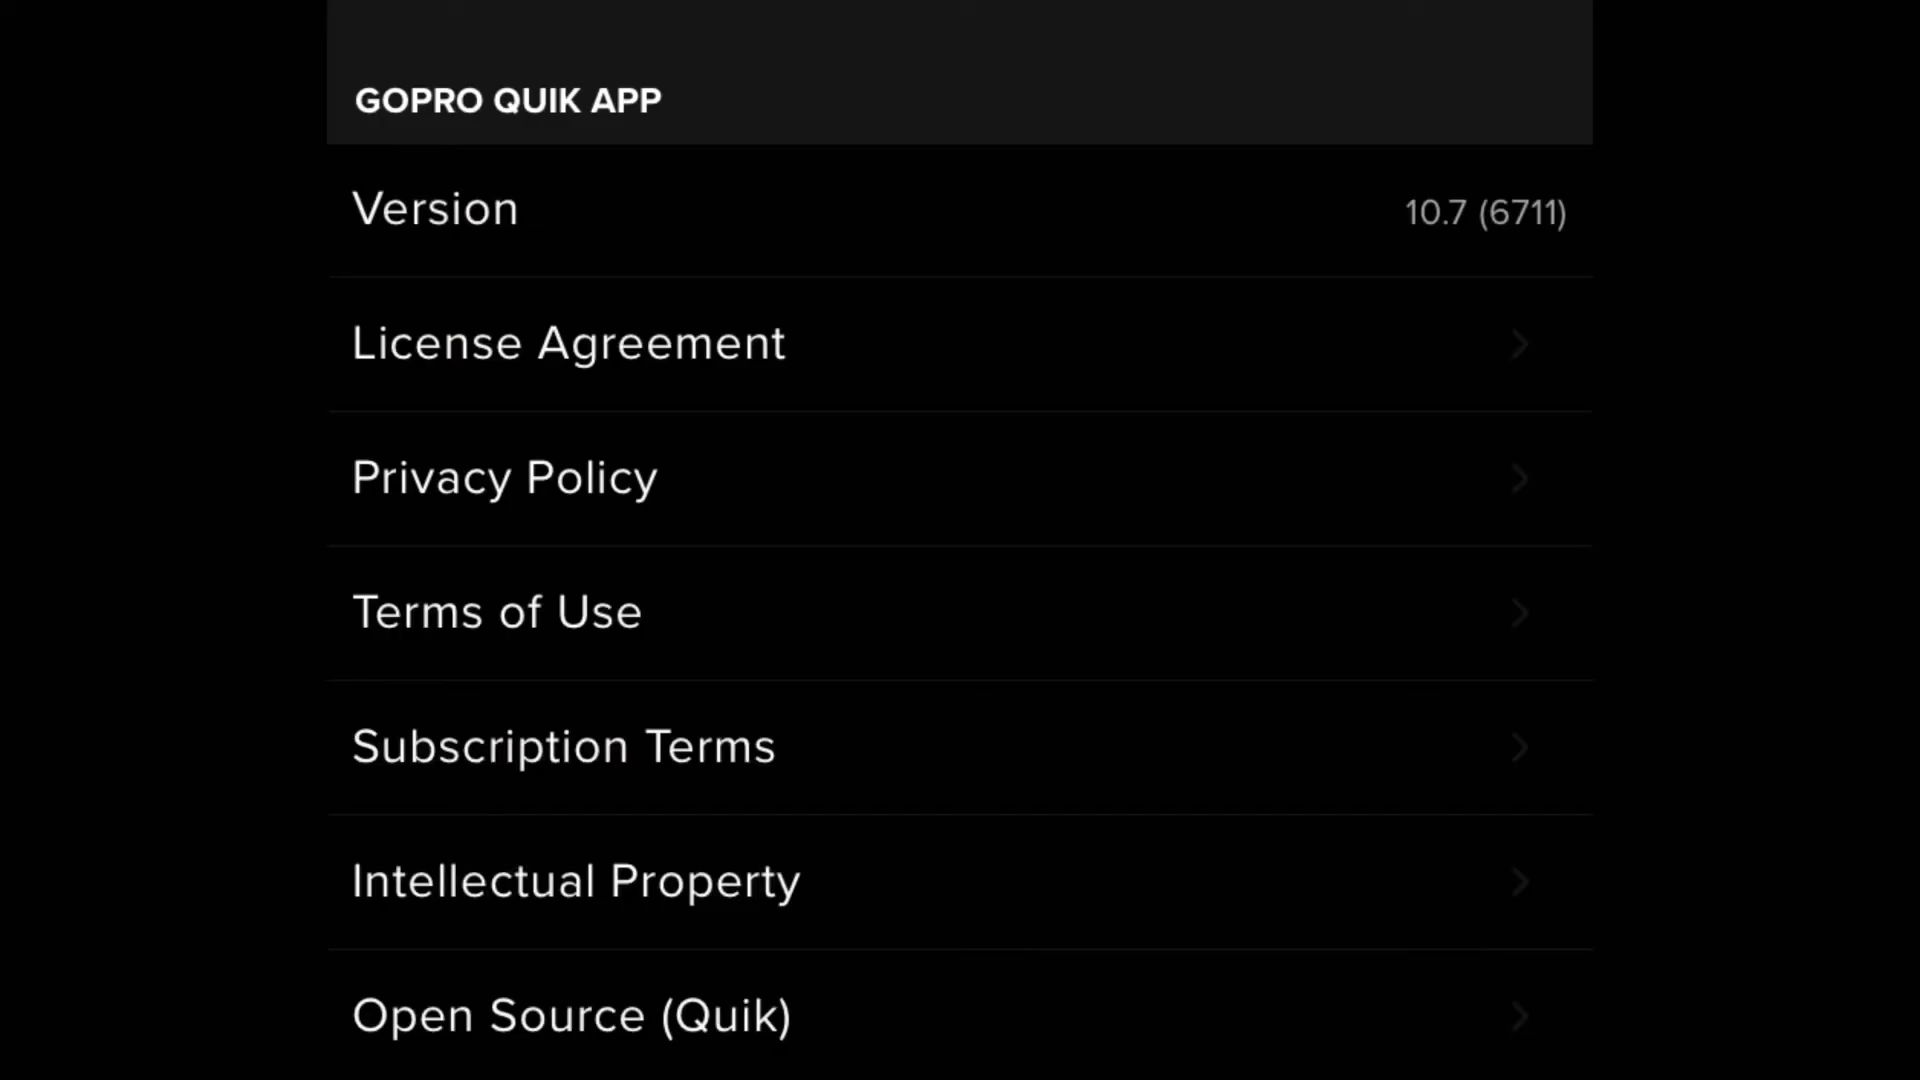 GOPRO QUIK APP
Version 10.7 (6711)
License Agreement
Privacy Policy
Terms of Use
Subscription Terms
Intellectual Property
Open Source (Quik)